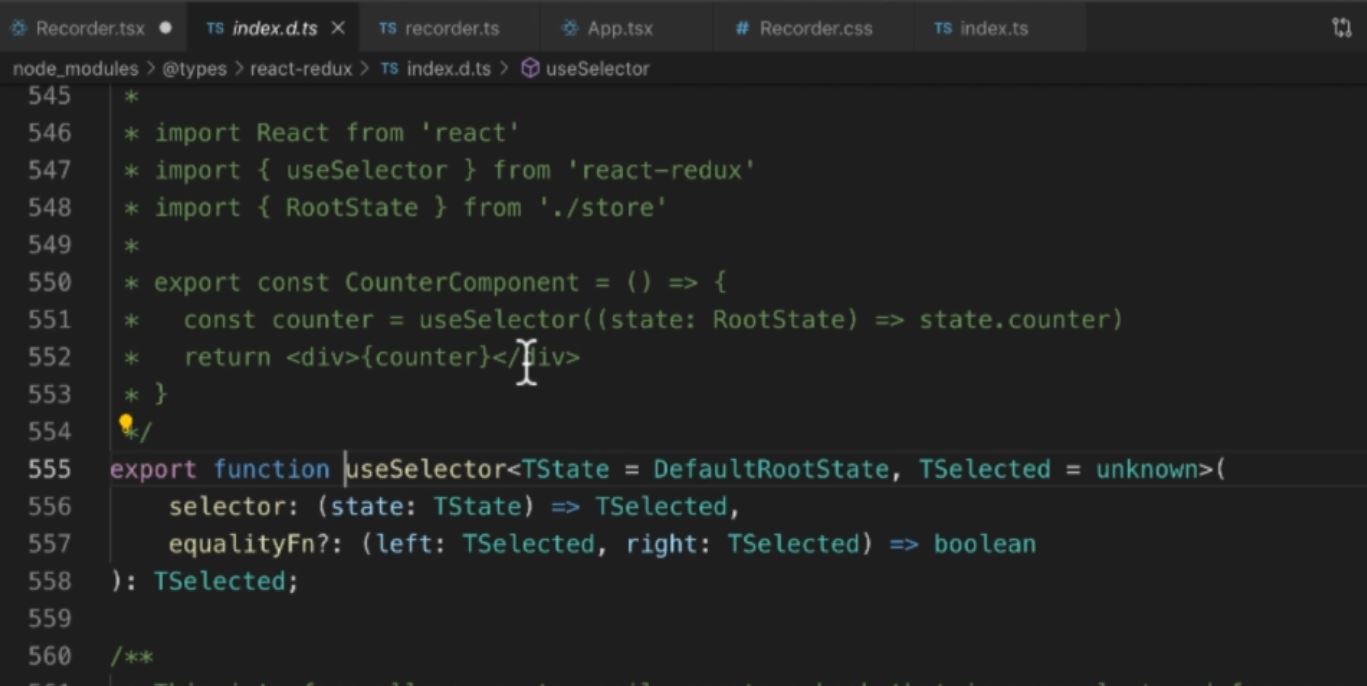 Recorder.tsx TS index.d.ts TS recorder.ts App.tsx # Recorder.css TS index.ts
node_modules > @types > react-redux > TS index.d.ts > useSelector
545 *
546 * import React from 'react'
547 * import { useSelector } from 'react-redux'
548 * import { RootState } from './store'
549 *
550 * export const CounterComponent = () => {
551 *   const counter = useSelector((state: RootState) => state.counter)
552 *   return <div>{counter}</div>
553 * }
554 */
555 export function useSelector<TState = DefaultRootState, TSelected = unknown>(
556     selector: (state: TState) => TSelected,
557     equalityFn?: (left: TSelected, right: TSelected) => boolean
558 ): TSelected;
559
560 /**